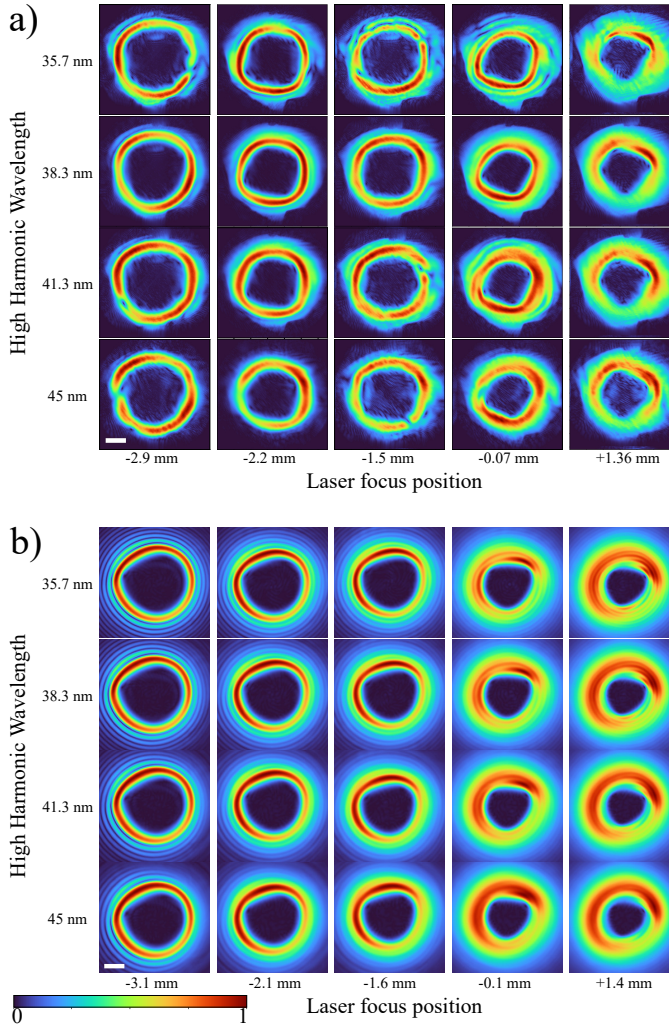 a)
High Harmonic Wavelength
35.7 nm
38.3 nm
41.3 nm
45 nm
-2.9 mm -2.2 mm -1.5 mm -0.07 mm +1.36 mm
Laser focus position
b)
High Harmonic Wavelength
35.7 nm
38.3 nm
41.3 nm
45 nm
-3.1 mm -2.1 mm -1.6 mm -0.1 mm +1.4 mm
0 1
Laser focus position